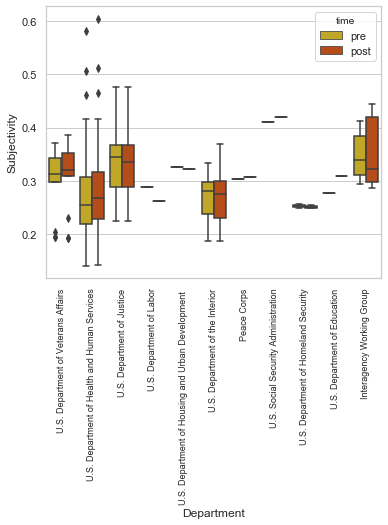 time
pre
post
0.6
0.5
0.4
0.3
0.2
Subjectivity
U.S. Department of Veterans Affairs
U.S. Department of Health and Human Services
U.S. Department of Justice
U.S. Department of Labor
U.S. Department of Housing and Urban Development
U.S. Department of the Interior
Peace Corps
U.S. Social Security Administration
U.S. Department of Homeland Security
U.S. Department of Education
Interagency Working Group
Department